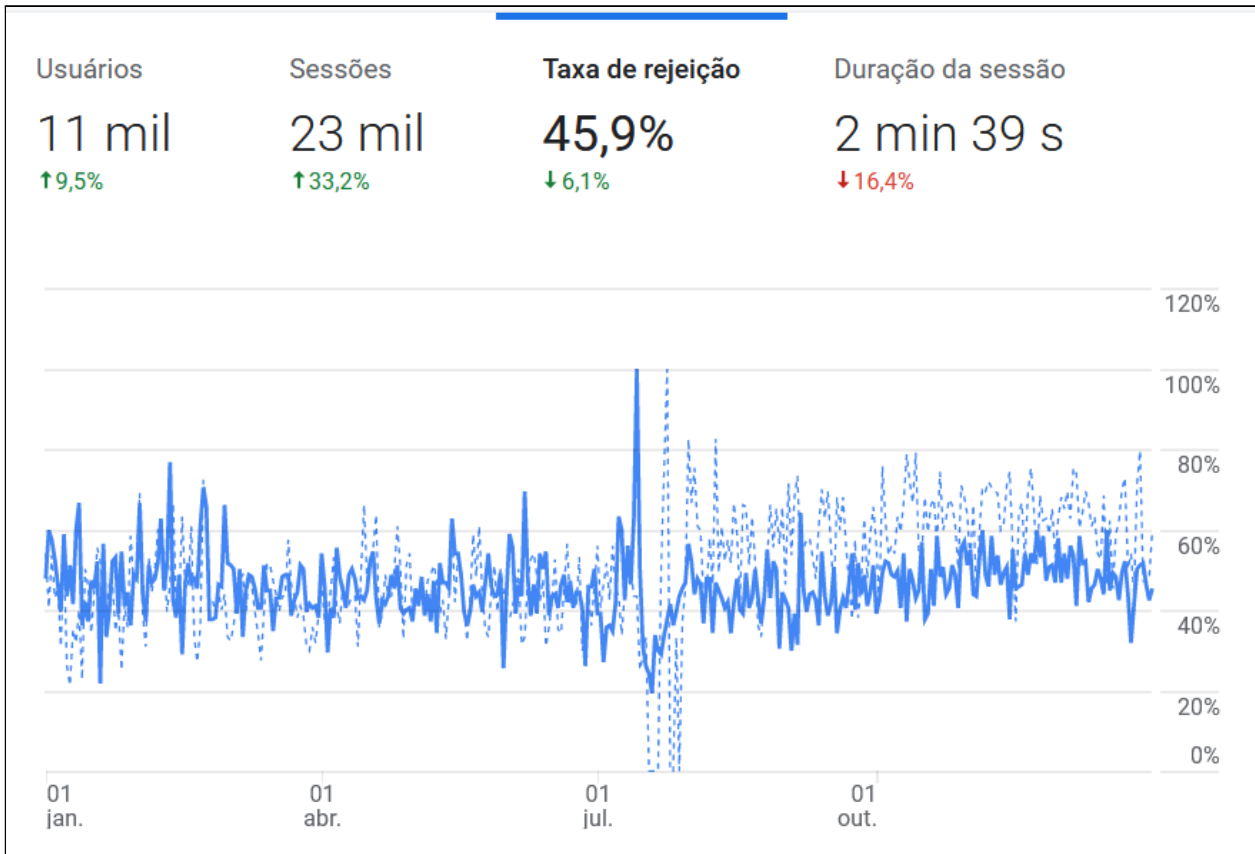 Usuários Sessões Taxa de rejeição Duração da sessão
11 mil 23 mil 45,9% 2 min 39 s
↑9,5% ↑33,2% ↓6,1% ↓16,4%
120%
100%
80%
60%
40%
20%
0%
01 01 01 01
jan. abr. jul. out.